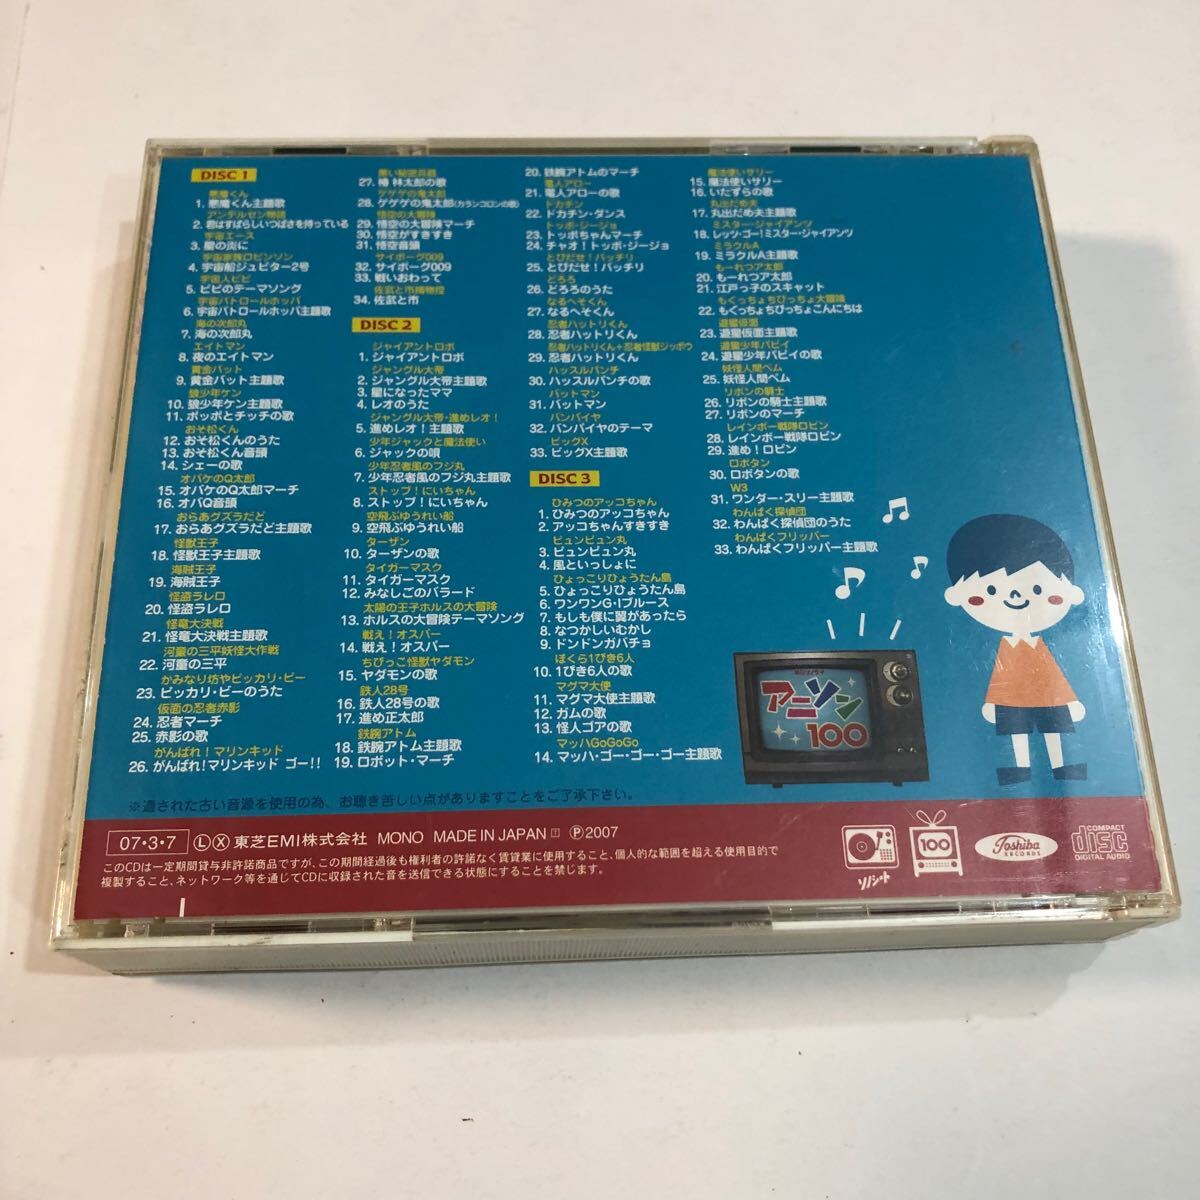 DISC 1
悪魔くん
1. 悪魔くん主題歌
アンデルセン物語
2. 君はすばらしいつばさを持っている
宇宙エース
3. 星の炎に
宇宙家族ロビンソン
4. 宇宙船ジュピター2号
宇宙人ピピ
5. ピピのテーマソング
宇宙パトロールホッパ
6. 宇宙パトロールホッパ主題歌
海の次郎丸
7. 海の次郎丸
エイトマン
8. 夜のエイトマン
黄金バット
9. 黄金バット主題歌
狼少年ケン
10. 狼少年ケン主題歌
11. ポッポとチッチの歌
おそ松くん
12. おそ松くんのうた
13. おそ松くん音頭
14. シェーの歌
オバケのQ太郎
15. オバケのQ太郎マーチ
16. オバQ音頭
おらあグズラだど
17. おらあグズラだど主題歌
怪獣王子
18. 怪獣王子主題歌
海賊王子
19. 海賊王子
怪盗ラレロ
20. 怪盗ラレロ
怪竜大決戦
21. 怪竜大決戦主題歌
河童の三平妖怪大作戦
22. 河童の三平
かみなり坊やピッカリ・ビー
23. ピッカリ・ビーのうた
仮面の忍者赤影
24. 忍者マーチ
25. 赤影の歌
がんばれ!マリンキッド
26. がんばれ!マリンキッド ゴー!!
黒い秘密兵器
27. 椿 林太郎の歌
ゲゲゲの鬼太郎
28. ゲゲゲの鬼太郎(カランコロンの歌)
悟空の大冒険
29. 悟空の大冒険マーチ
30. 悟空がすきすき
31. 悟空音頭
サイボーグ009
32. サイボーグ009
33. 戦いおわって
佐武と市捕物控
34. 佐武と市
DISC 2
ジャイアントロボ
1. ジャイアントロボ
ジャングル大帝
2. ジャングル大帝主題歌
3. 星になったママ
4. レオのうた
ジャングル大帝・進めレオ!
5. 進めレオ!主題歌
少年ジャックと魔法使い
6. ジャックの唄
少年忍者風のフジ丸
7. 少年忍者風のフジ丸主題歌
ストップ!にいちゃん
8. ストップ!にいちゃん
空飛ぶゆうれい船
9. 空飛ぶゆうれい船
ターザン
10. ターザンの歌
タイガーマスク
11. タイガーマスク
12. みなしごのバラード
太陽の王子ホルスの大冒険
13. ホルスの大冒険テーマソング
戦え!オスパー
14. 戦え!オスパー
ちびっこ怪獣ヤダモン
15. ヤダモンの歌
鉄人28号
16. 鉄人28号の歌
17. 進め正太郎
鉄腕アトム
18. 鉄腕アトム主題歌
19. ロボット・マーチ
20. 鉄腕アトムのマーチ
電人アロー
21. 電人アローの歌
ドカチン
22. ドカチン・ダンス
トッポ・ジージョ
23. トッポちゃんマーチ
24. チャオ!トッポ・ジージョ
とびだせ!バッチリ
25. とびだせ!バッチリ
どろろ
26. どろろのうた
なるへそくん
27. なるへそくん
忍者ハットリくん
28. 忍者ハットリくん
忍者ハットリくん+忍者怪獣ジッポウ
29. 忍者ハットリくん
ハッスルパンチ
30. ハッスルパンチの歌
バットマン
31. バットマン
バンパイヤ
32. バンパイヤのテーマ
ビッグX
33. ビッグX主題歌
DISC 3
ひみつのアッコちゃん
1. ひみつのアッコちゃん
2. アッコちゃんすきすき
ピュンピュン丸
3. ピュンピュン丸
4. 風といっしょに
ひょっこりひょうたん島
5. ひょっこりひょうたん島
6. ワンワンG・Iブルース
7. もしも僕に翼があったら
8. なつかしいむかし
9. ドンドンガバチョ
ぼくら1ぴき6人
10. 1ぴき6人の歌
マグマ大使
11. マグマ大使主題歌
12. ガムの歌
13. 怪人ゴアの歌
マッハGoGoGo
14. マッハ・ゴー・ゴー・ゴー主題歌
魔法使いサリー
15. 魔法使いサリー
16. いたずらの歌
丸出だめ夫
17. 丸出だめ夫主題歌
ミスター・ジャイアンツ
18. レッツ・ゴー!ミスター・ジャイアンツ
ミラクルA
19. ミラクルA主題歌
もーれつア太郎
20. もーれつア太郎
21. 江戸っ子のスキャット
もくっちょちびっちょ大冒険
22. もくっちょちびっちょこんにちは
遊星仮面
23. 遊星仮面主題歌
遊星少年パピイ
24. 遊星少年パピイの歌
妖怪人間ベム
25. 妖怪人間ベム
リボンの騎士
26. リボンの騎士主題歌
27. リボンのマーチ
レインボー戦隊ロビン
28. レインボー戦隊ロビン
29. 進め!ロビン
ロボタン
30. ロボタンの歌
W3
31. ワンダー・スリー主題歌
わんぱく探偵団
32. わんぱく探偵団のうた
わんぱくフリッパー
33. わんぱくフリッパー主題歌
アニソン
100
※遺された古い音源を使用の為、お聴き苦しい点がありますことをご了承下さい。
07・3・7 Ⓛ Ⓧ 東芝EMI株式会社 MONO MADE IN JAPAN ℗2007
このCDは一定期間貸与非許諾商品ですが、この期間経過後も権利者の許諾なく賃貸業に使用すること、個人的な範囲を超える使用目的で
複製すること、ネットワーク等を通じてCDに収録された音を送信できる状態にすることを禁じます。
ソノシート
100
Toshiba
RECORDS
COMPACT
disc
DIGITAL AUDIO